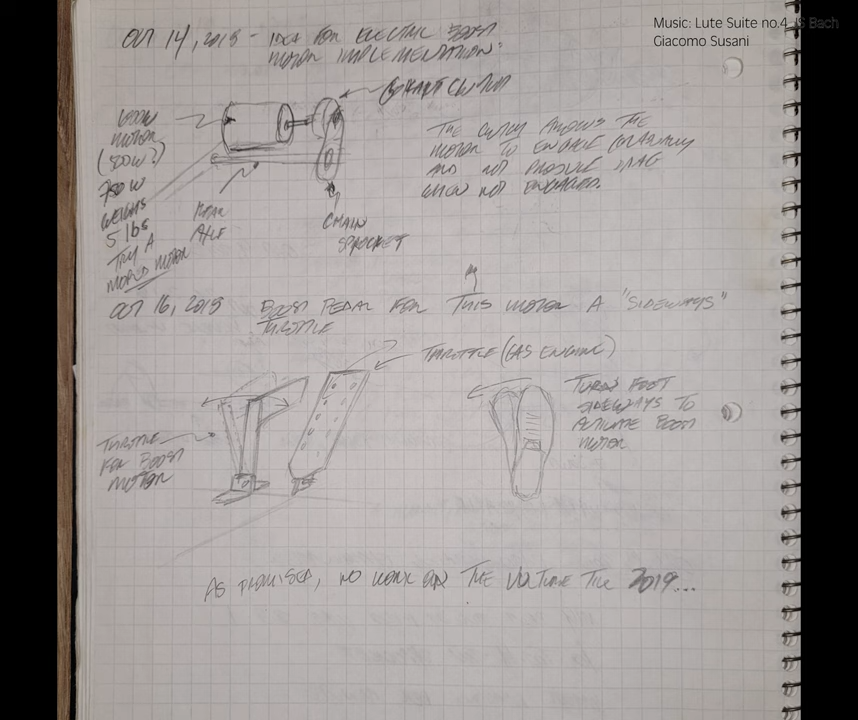 Music: Lute Suite no.4 JS Bach
Giacomo Susani
OCT 14, 2018 - IDEA FOR ELECTRIC BOOST
MOTOR IMPLEMENTATION:
CLUTCH
MOTOR
(500W?)
750W
WEIGHS
5 lbs
TRY A
MOPED MOTOR
REAR
AXLE
CHAIN
SPROCKET
THE CLUTCH ALLOWS THE
MOTOR TO ENGAGE
AND NOT PRODUCE DRAG
WHEN NOT ENGAGED.
OCT 16, 2018 BOOST PEDAL FOR THIS MOTOR A "SIDEWAYS"
THROTTLE
THROTTLE (GAS ENGINE)
THROTTLE
FOR BOOST
MOTOR
TURN FOOT
SIDEWAYS TO
ACTIVATE BOOST
MOTOR
AS PROMISED, NO WORK ON THE VULTURE TILL 2019...